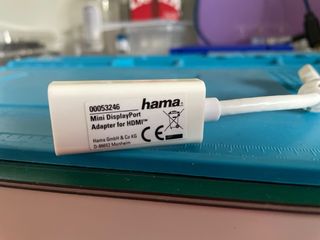 00053246
hama.
Mini DisplayPort
Adapter for HDMI™
Hama GmbH & Co KG
D-86652 Monheim
CE